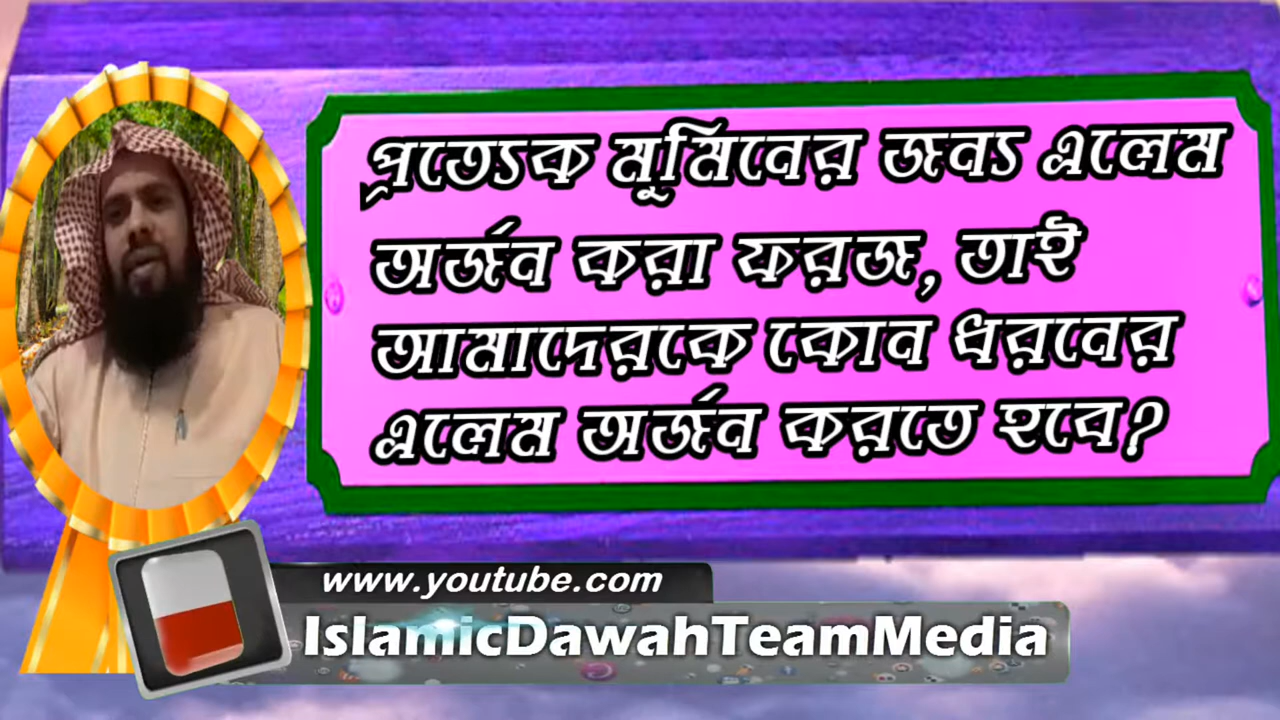 প্রত্যেক মুমিনের জন্য এলেম
অর্জন করা ফরজ, তাই
আমাদেরকে কোন ধরনের
এলেম অর্জন করতে হবে?
www.youtube.com
IslamicDawahTeamMedia